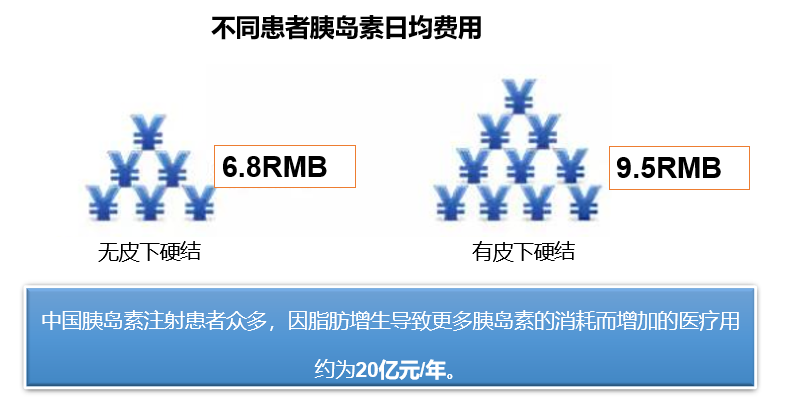 不同患者胰岛素日均费用
6.8RMB
9.5RMB
无皮下硬结
有皮下硬结
中国胰岛素注射患者众多，因脂肪增生导致更多胰岛素的消耗而增加的医疗用
约为20亿元/年。